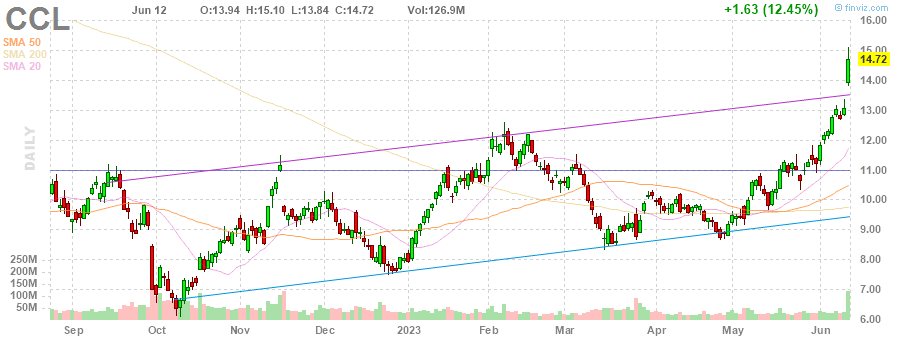 CCL Jun 12 O:13.94 H:15.10 L:13.84 C:14.72 Vol:126.9M +1.63 (12.45%) © finviz.com
SMA 50
SMA 200
SMA 20
DAILY
16.00
15.00
14.72
14.00
13.00
12.00
11.00
10.00
9.00
8.00
7.00
6.00
250M
200M
150M
100M
50M
Sep Oct Nov Dec 2023 Feb Mar Apr May Jun